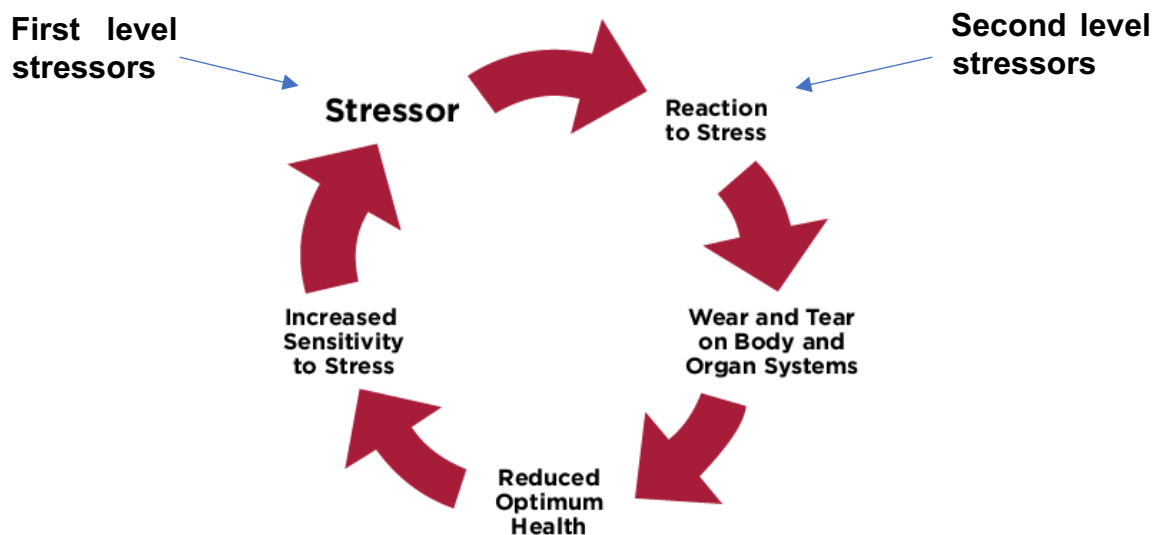 First level
stressors
Second level
stressors
Stressor
Reaction
to Stress
Wear and Tear
on Body and
Organ Systems
Reduced
Optimum
Health
Increased
Sensitivity
to Stress